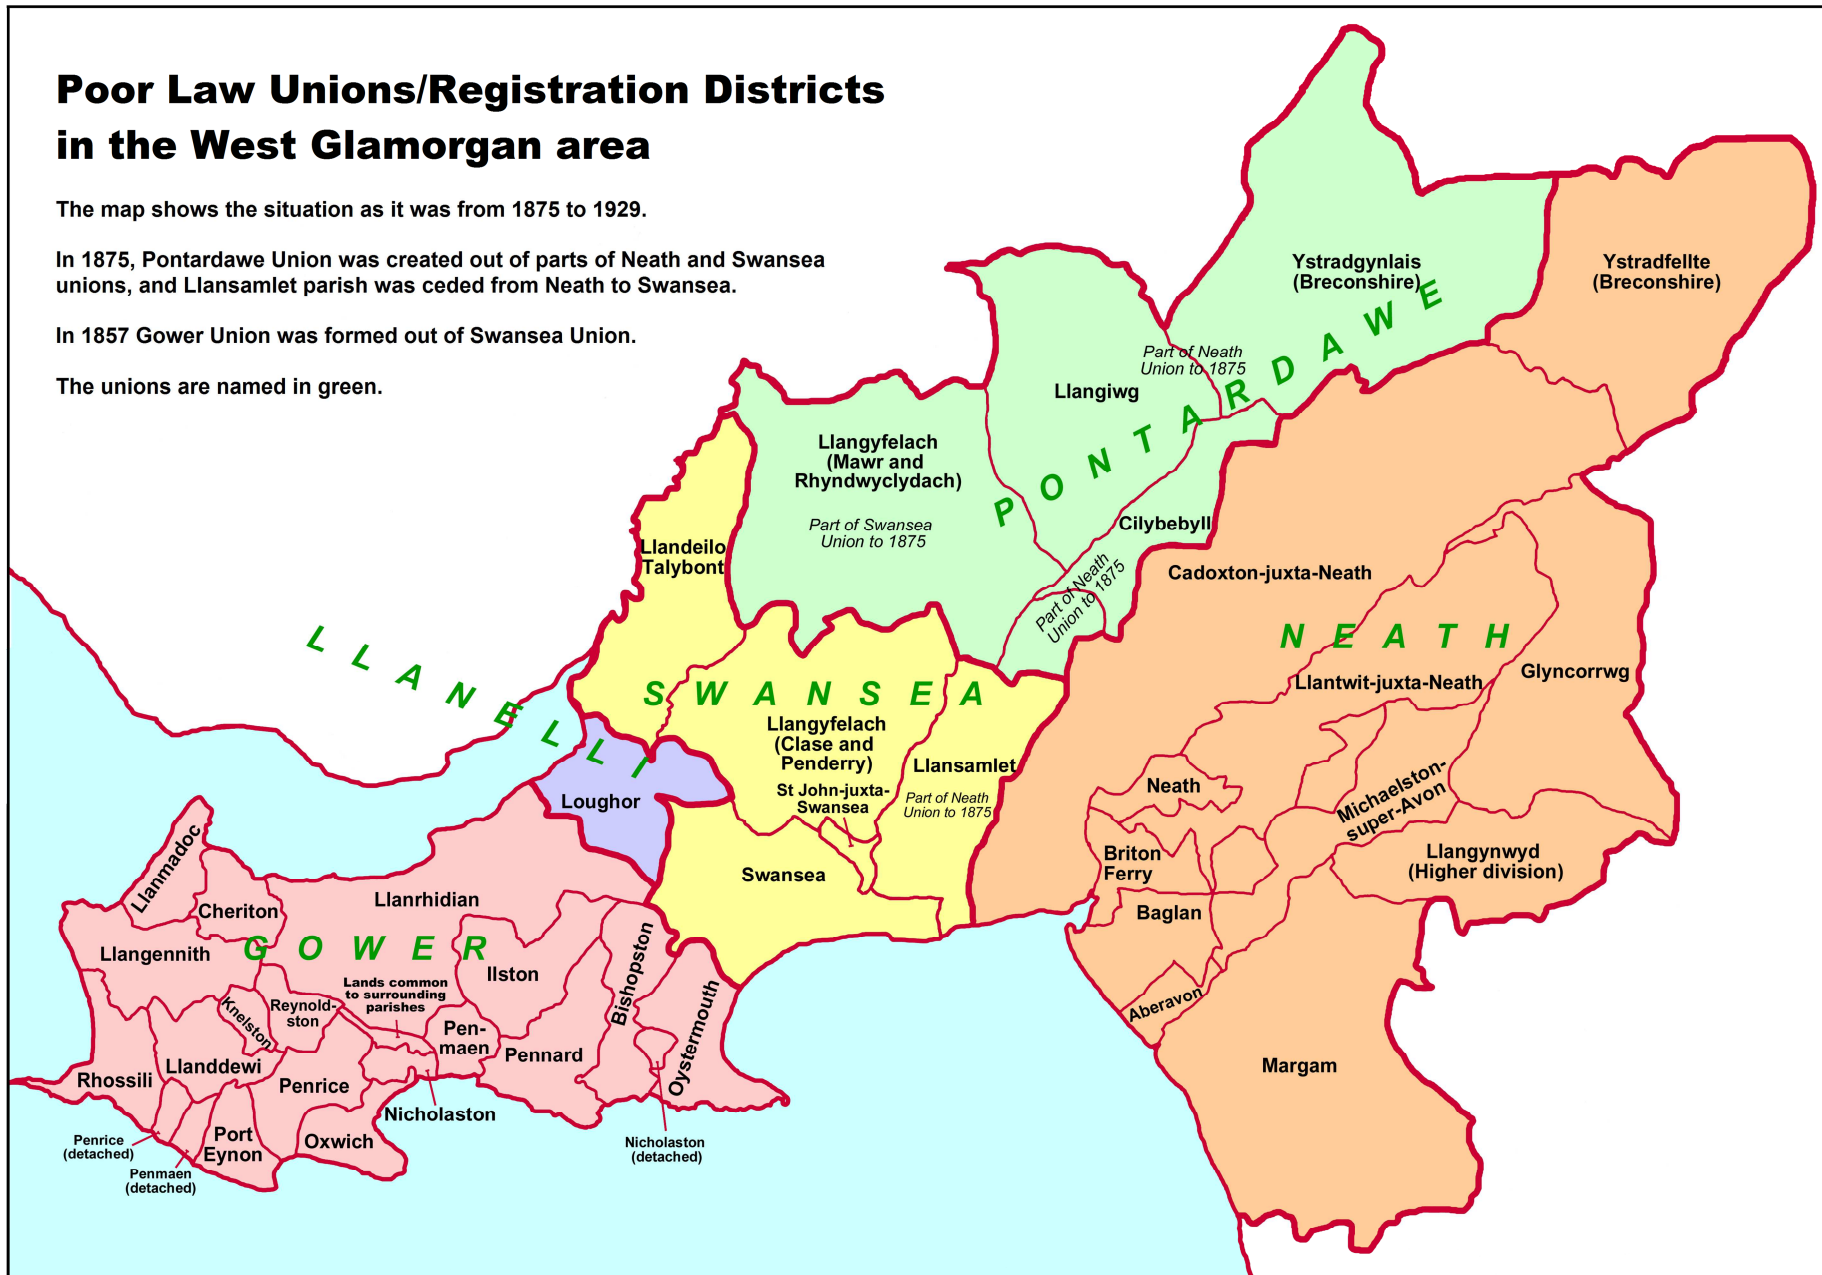 Poor Law Unions/Registration Districts
in the West Glamorgan area
The map shows the situation as it was from 1875 to 1929.
In 1875, Pontardawe Union was created out of parts of Neath and Swansea
unions, and Llansamlet parish was ceded from Neath to Swansea.
In 1857 Gower Union was formed out of Swansea Union.
The unions are named in green.
Ystradgynlais
(Breconshire)
Ystradfellte
(Breconshire)
PONTARDAWE
Part of Neath
Union to 1875
Llangiwg
Llangyfelach
(Mawr and
Rhyndwyclydach)
Part of Swansea
Union to 1875
Cilybebyll
Part of Neath
Union to 1875
Llandeilo
Talybont
Cadoxton-juxta-Neath
NEATH
Glyncorrwg
Llantwit-juxta-Neath
LLANELLI
SWANSEA
Llangyfelach
(Clase and
Penderry)
Llansamlet
Part of Neath
Union to 1875
St John-juxta-
Swansea
Loughor
Swansea
Neath
Michaelston-
super-Avon
Briton
Ferry
Llangynwyd
(Higher division)
Baglan
Aberavon
Margam
Llanmadoc
Cheriton
Llanrhidian
GOWER
Llangennith
Ilston
Bishopston
Lands common
to surrounding
parishes
Knelston
Reynold-
ston
Pen-
maen
Pennard
Oystermouth
Rhossili
Llanddewi
Penrice
Nicholaston
Port
Eynon
Oxwich
Penrice
(detached)
Penmaen
(detached)
Nicholaston
(detached)